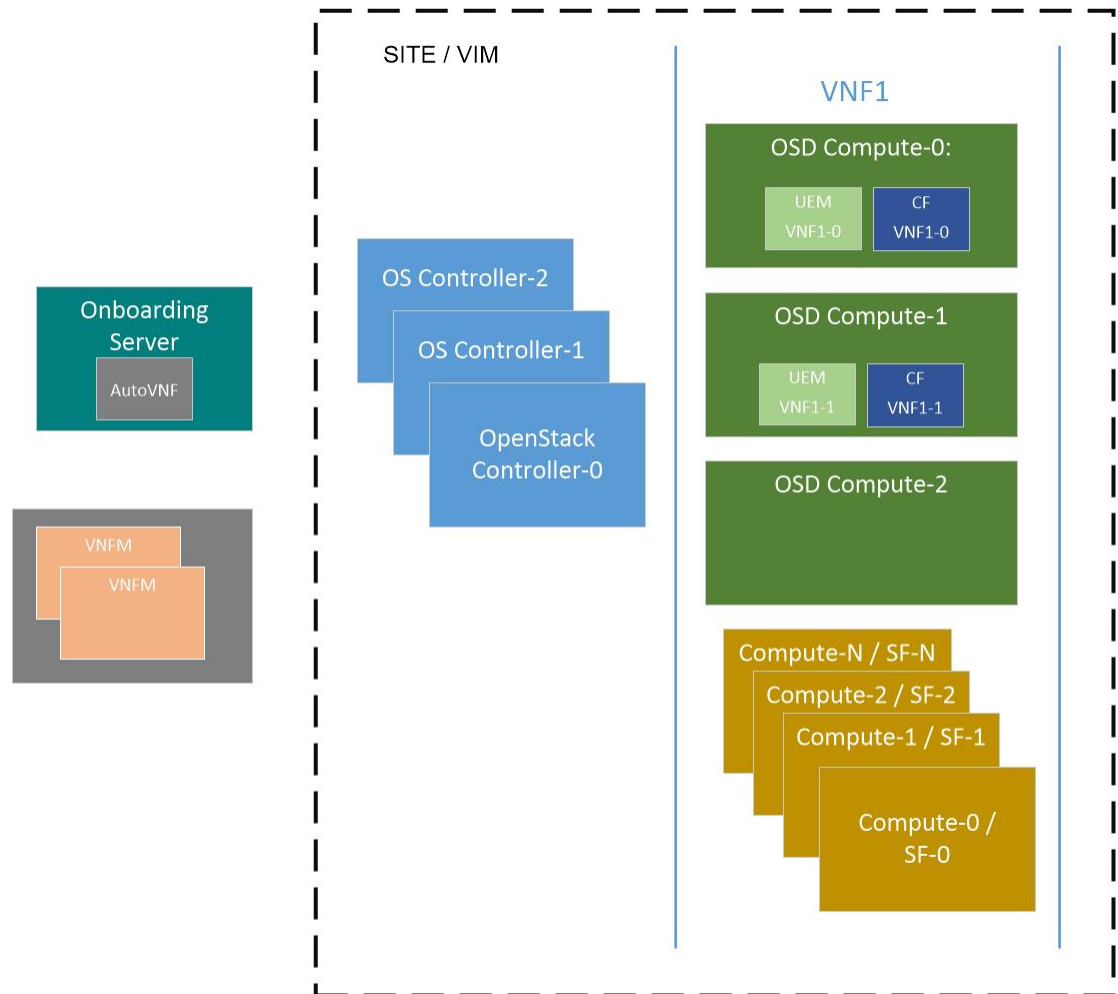 SITE / VIM
VNF1
OSD Compute-0:
UEM
VNF1-0
CF
VNF1-0
OS Controller-2
OS Controller-1
OpenStack
Controller-0
Onboarding
Server
AutoVNF
OSD Compute-1
UEM
VNF1-1
CF
VNF1-1
OSD Compute-2
VNFM
VNFM
Compute-N / SF-N
Compute-2 / SF-2
Compute-1 / SF-1
Compute-0 /
SF-0